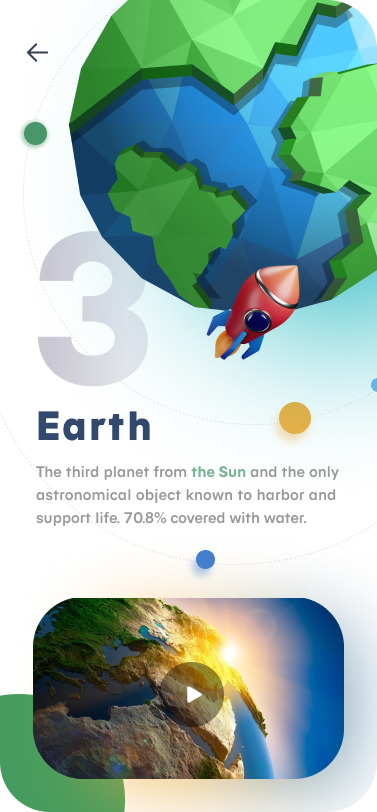 3
Earth
The third planet from the Sun and the only
astronomical object known to harbor and
support life. 70.8% covered with water.